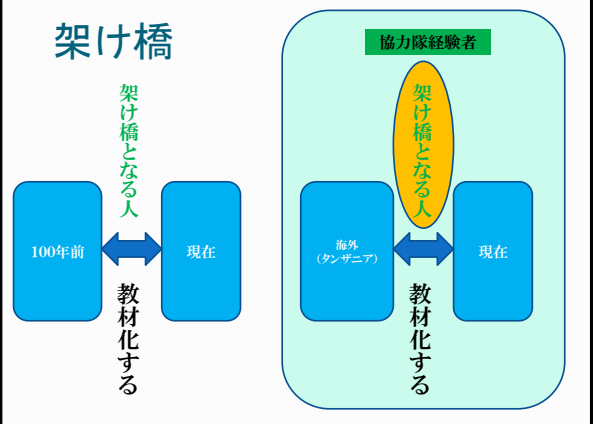 架け橋
架け橋となる人
100年前
現在
教材化する
協力隊経験者
架け橋となる人
海外
（タンザニア）
現在
教材化する